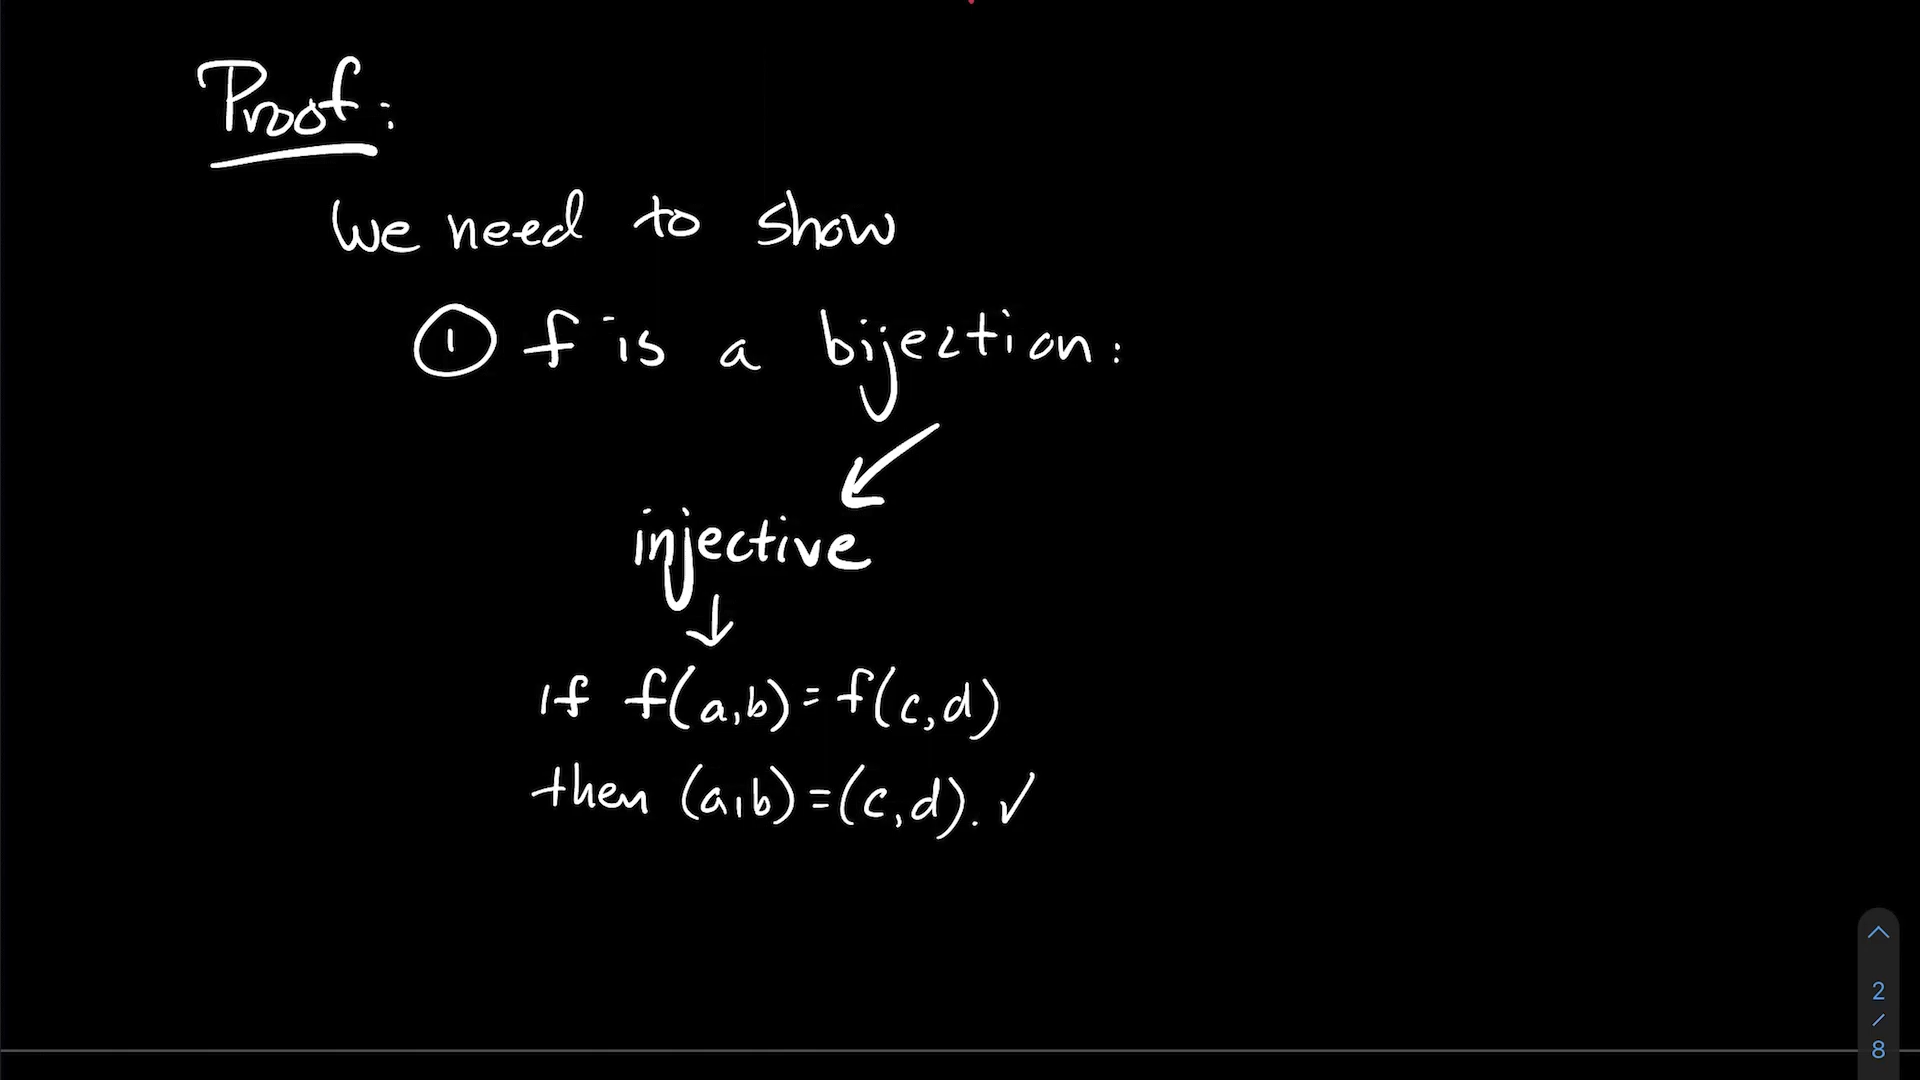 Proof:
We need to show
① f is a bijection:
injective
↓
if f(a,b)=f(c,d)
then (a,b)=(c,d). ✓
2
/
8